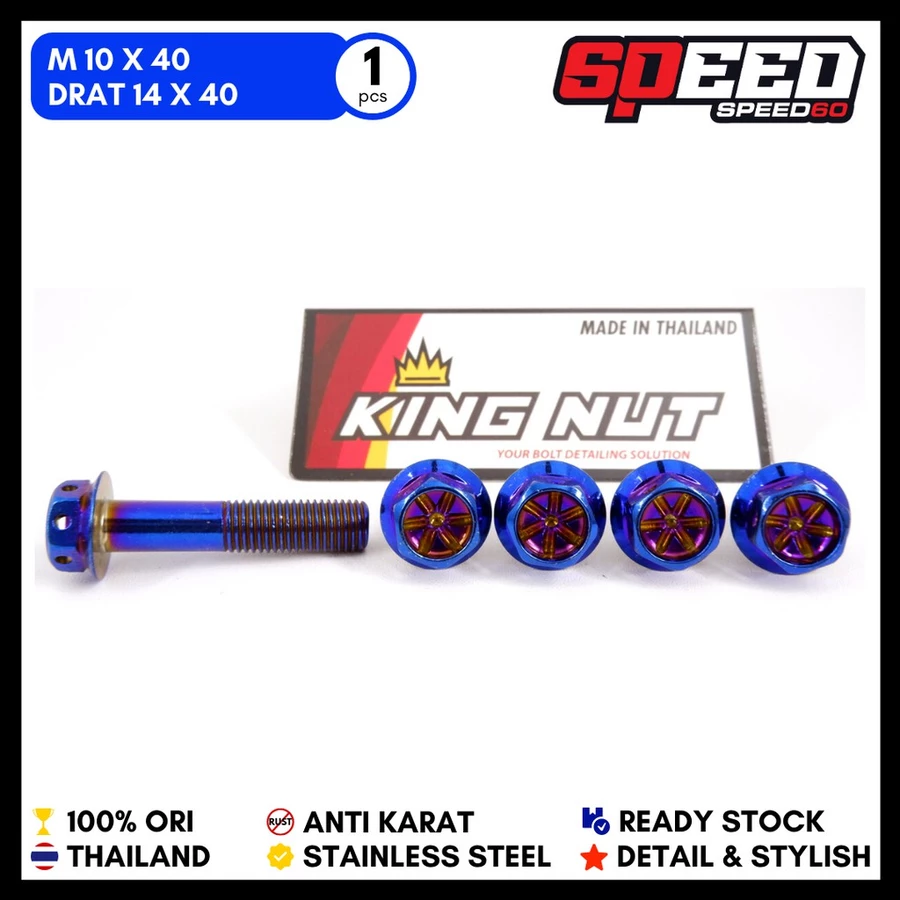 M 10 X 40
DRAT 14 X 40
1
pcs
SPEED
SPEED60
MADE IN THAILAND
KING NUT
YOUR BOLT DETAILING SOLUTION
100% ORI
RUST
ANTI KARAT
READY STOCK
THAILAND
STAINLESS STEEL
DETAIL & STYLISH